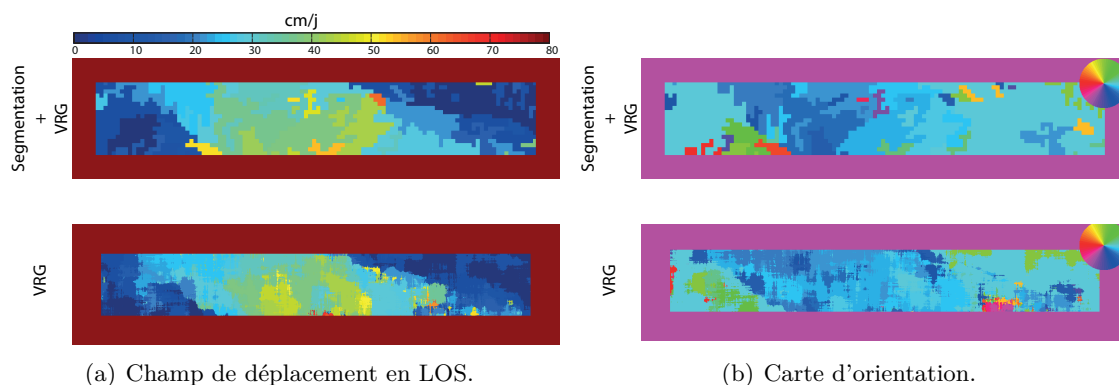 cm/j
0 10 20 30 40 50 60 70 80
Segmentation
+
VRG
Segmentation
+
VRG
VRG
VRG
(a) Champ de déplacement en LOS.
(b) Carte d'orientation.